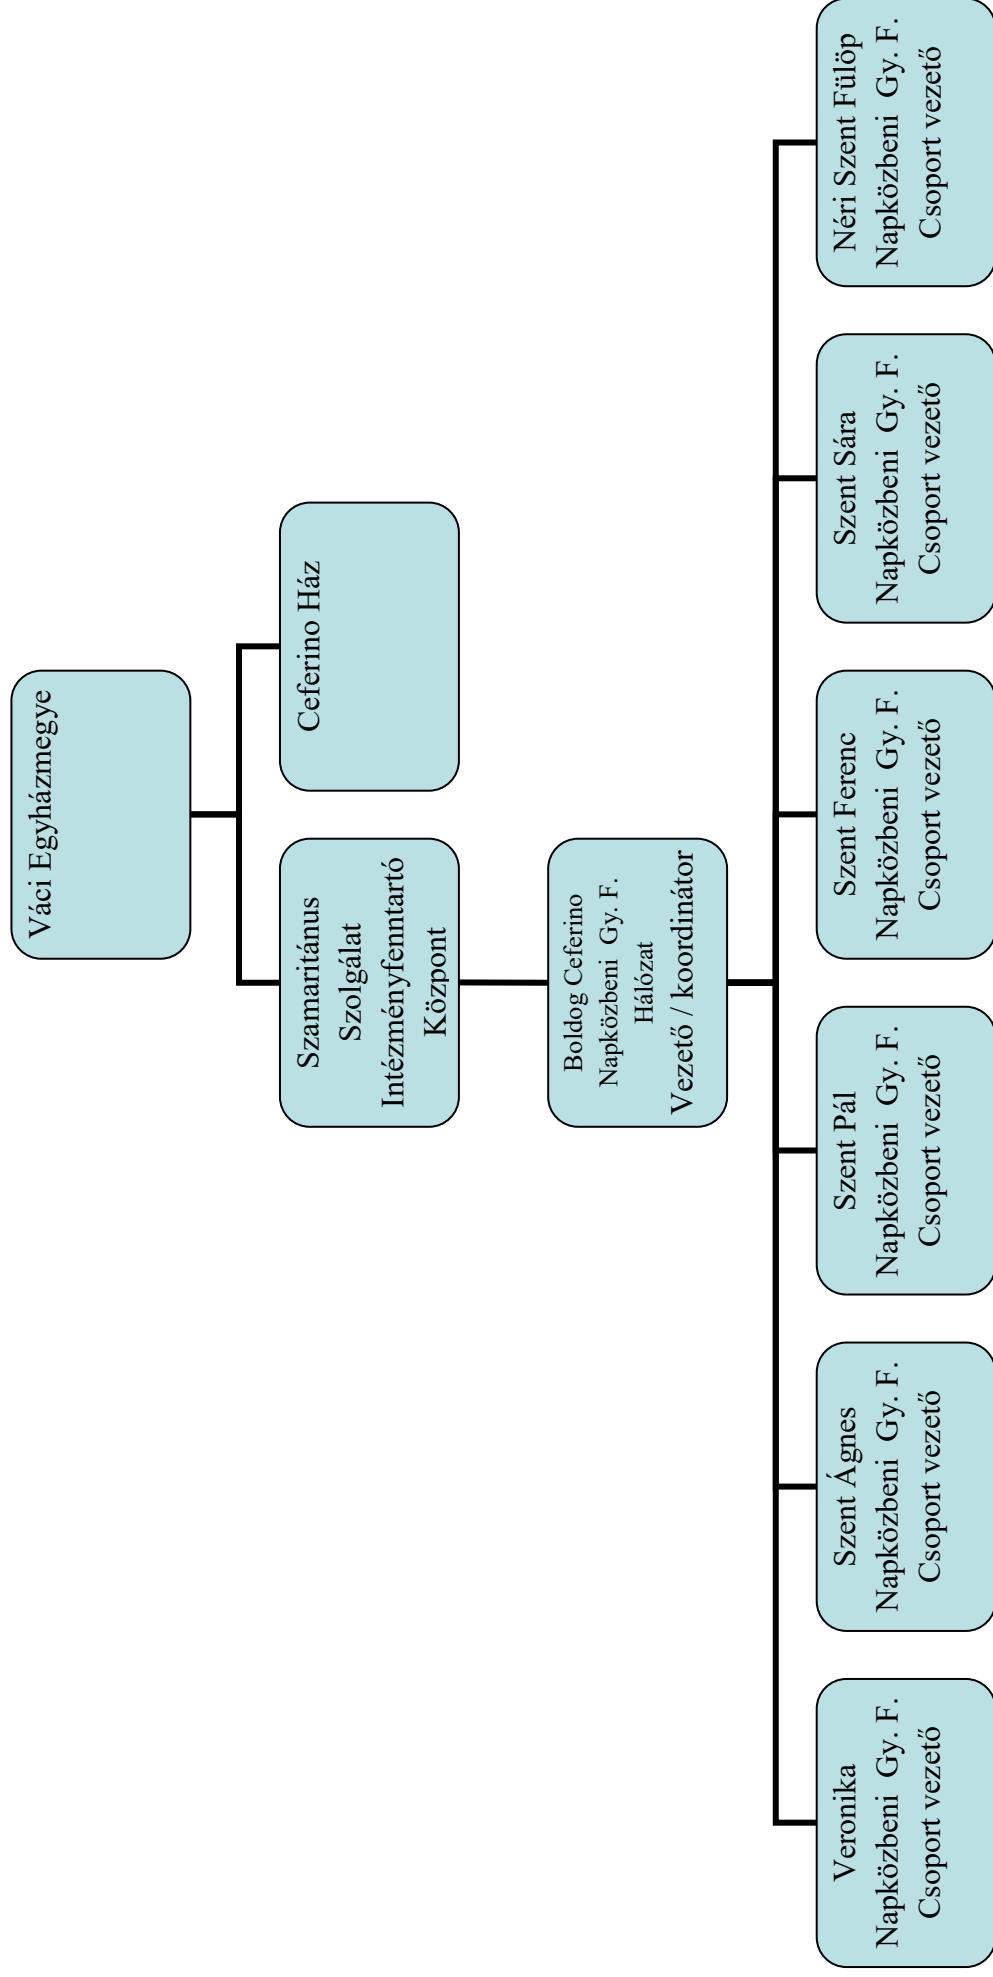 Váci Egyházmegye
Szamaritánus
Szolgálat
Intézményfenntartó
Központ
Ceferino Ház
Boldog Ceferino
Napközbeni Gy. F.
Hálózat
Vezető / koordinátor
Veronika
Napközbeni Gy. F.
Csoport vezető
Szent Ágnes
Napközbeni Gy. F.
Csoport vezető
Szent Pál
Napközbeni Gy. F.
Csoport vezető
Szent Ferenc
Napközbeni Gy. F.
Csoport vezető
Szent Sára
Napközbeni Gy. F.
Csoport vezető
Néri Szent Fülöp
Napközbeni Gy. F.
Csoport vezető